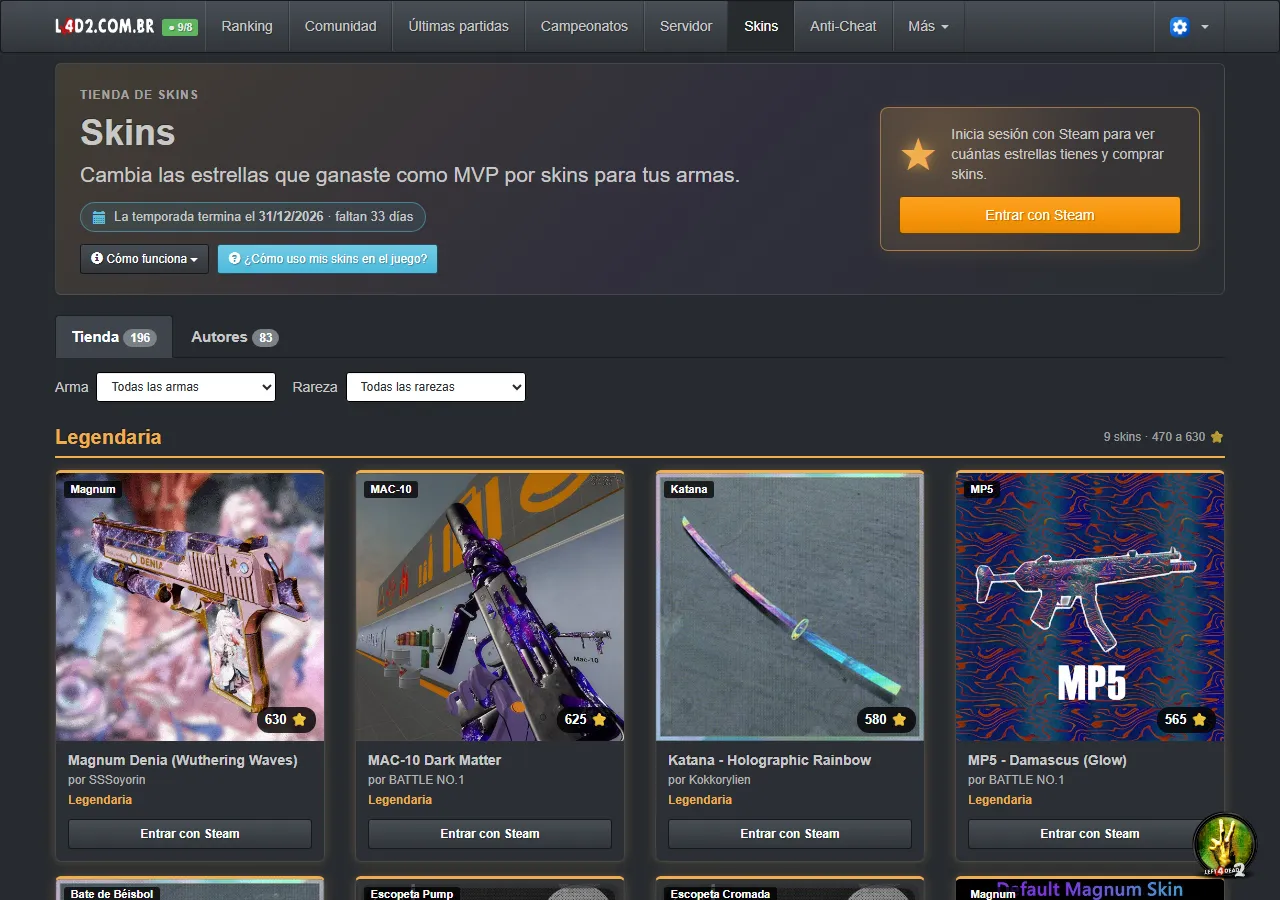 L4D2.COM.BR
9/8
Ranking
Comunidad
Últimas partidas
Campeonatos
Servidor
Skins
Anti-Cheat
Más
TIENDA DE SKINS
Skins
Cambia las estrellas que ganaste como MVP por skins para tus armas.
La temporada termina el 31/12/2026 · faltan 33 días
Cómo funciona
¿Cómo uso mis skins en el juego?
Inicia sesión con Steam para ver
cuántas estrellas tienes y comprar
skins.
Entrar con Steam
Tienda 196
Autores 83
Arma
Todas las armas
Rareza
Todas las rarezas
Legendaria
9 skins · 470 a 630
Magnum
DENIA
630
Magnum Denia (Wuthering Waves)
por SSSoyorin
Legendaria
Entrar con Steam
MAC-10
Mac-10
625
MAC-10 Dark Matter
por BATTLE NO.1
Legendaria
Entrar con Steam
Katana
580
Katana - Holographic Rainbow
por Kokkorylien
Legendaria
Entrar con Steam
MP5
MP5
565
MP5 - Damascus (Glow)
por BATTLE NO.1
Legendaria
Entrar con Steam
LEFT 4 DEAD 2
Bate de Béisbol
Escopeta Pump
Escopeta Cromada
Magnum
Default Magnum Skin